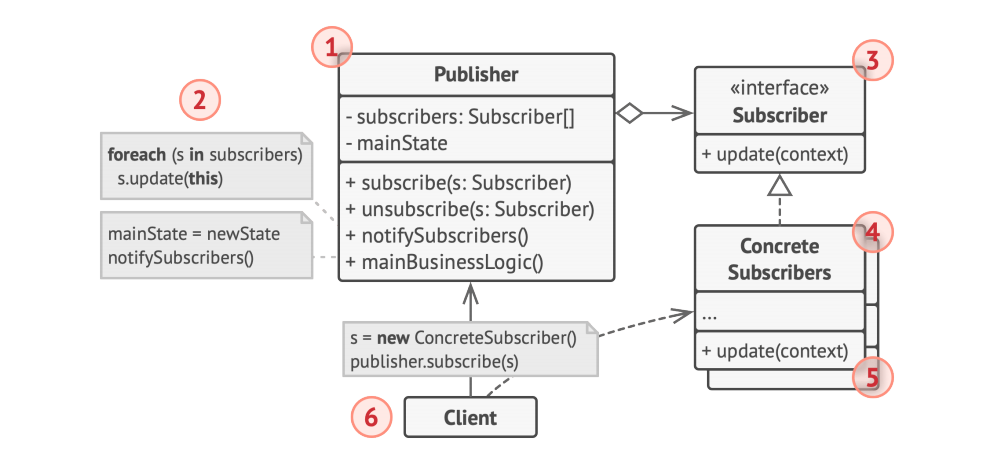 1
Publisher
- subscribers: Subscriber[]
- mainState
+ subscribe(s: Subscriber)
+ unsubscribe(s: Subscriber)
+ notifySubscribers()
+ mainBusinessLogic()
2
foreach (s in subscribers)
s.update(this)
mainState = newState
notifySubscribers()
3
«interface»
Subscriber
+ update(context)
4
Concrete
Subscribers
...
+ update(context)
5
s = new ConcreteSubscriber()
publisher.subscribe(s)
6
Client